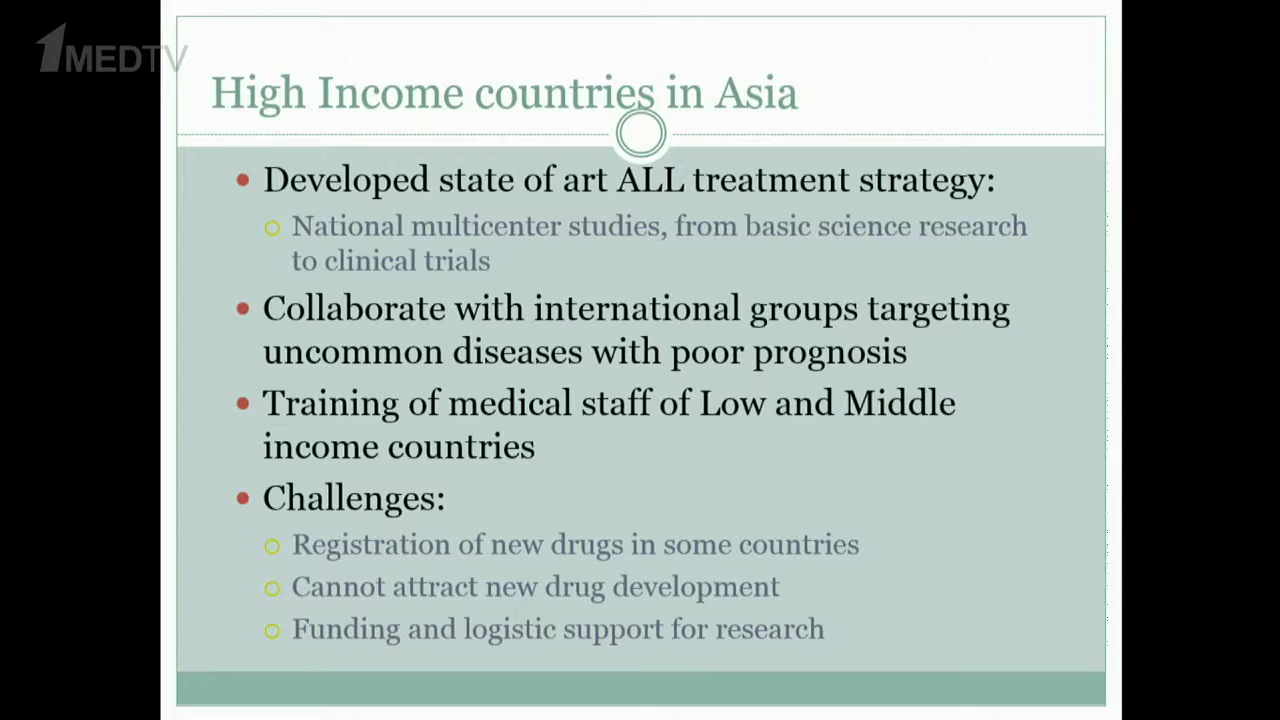 1MEDTV
High Income countries in Asia
Developed state of art ALL treatment strategy:
National multicenter studies, from basic science research
to clinical trials
Collaborate with international groups targeting
uncommon diseases with poor prognosis
Training of medical staff of Low and Middle
income countries
Challenges:
Registration of new drugs in some countries
Cannot attract new drug development
Funding and logistic support for research